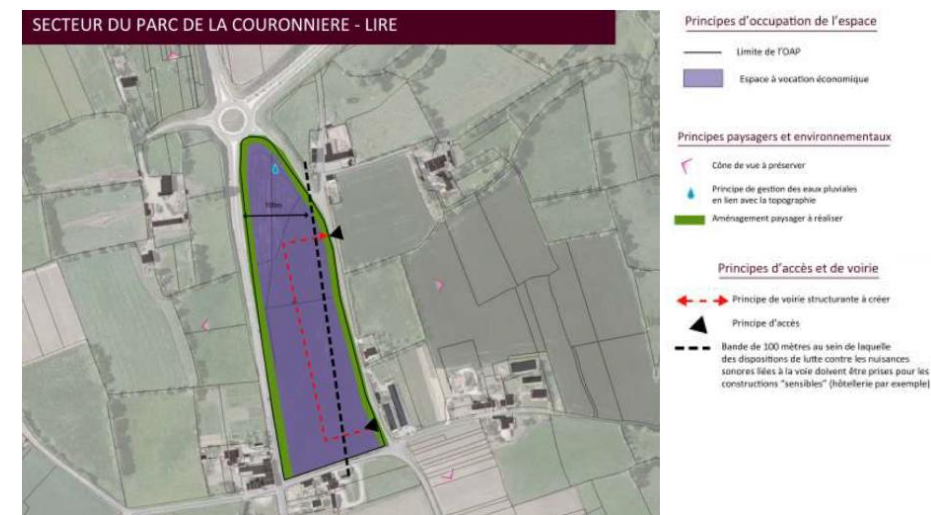 SECTEUR DU PARC DE LA COURONNIERE - LIRE
100m
Principes d'occupation de l'espace
Limite de l'OAP
Espace à vocation économique
Principes paysagers et environnementaux
Cône de vue à préserver
Principe de gestion des eaux pluviales
en lien avec la topographie
Aménagement paysager à réaliser
Principes d'accès et de voirie
Principe de voirie structurante à créer
Principe d'accès
Bande de 100 mètres au sein de laquelle
des dispositions de lutte contre les nuisances
sonores liées à la voie doivent être prises pour les
constructions "sensibles" (hôtellerie par exemple)